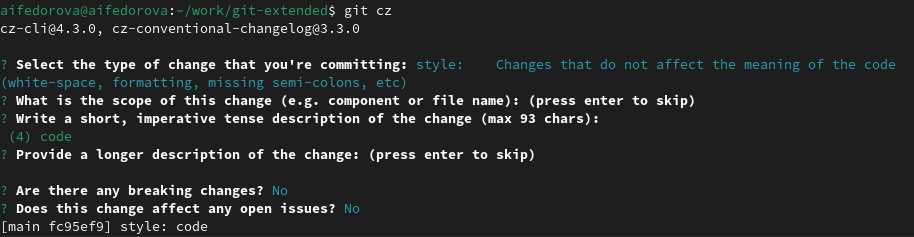 aifedorova@aifedorova:~/work/git-extended$ git cz
cz-cli@4.3.0, cz-conventional-changelog@3.3.0
? Select the type of change that you're committing: style:    Changes that do not affect the meaning of the code
(white-space, formatting, missing semi-colons, etc)
? What is the scope of this change (e.g. component or file name): (press enter to skip)
? Write a short, imperative tense description of the change (max 93 chars):
(4) code
? Provide a longer description of the change: (press enter to skip)
? Are there any breaking changes? No
? Does this change affect any open issues? No
[main fc95ef9] style: code